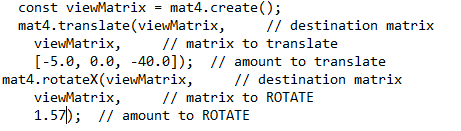 const viewMatrix = mat4.create();
mat4.translate(viewMatrix,     // destination matrix
viewMatrix,     // matrix to translate
[-5.0, 0.0, -40.0]);  // amount to translate
mat4.rotateX(viewMatrix,     // destination matrix
viewMatrix,     // matrix to ROTATE
1.57);  // amount to ROTATE